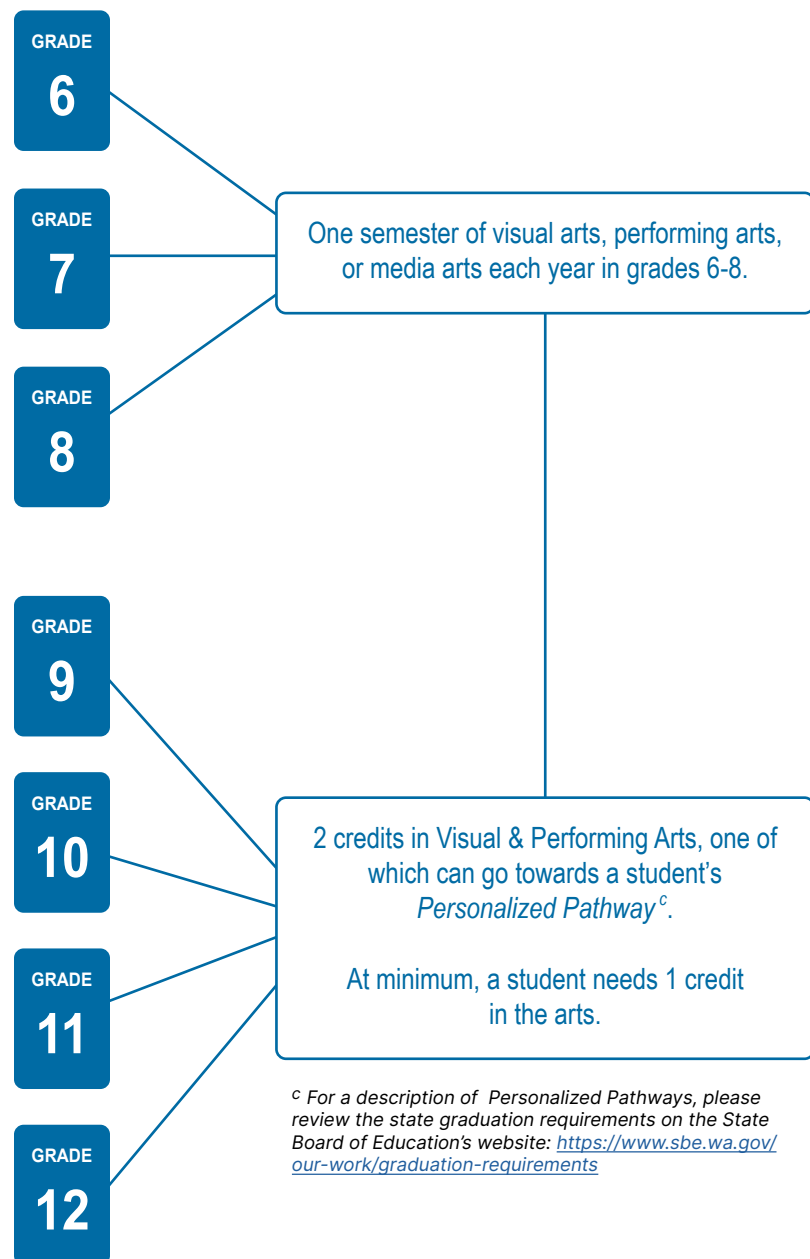 GRADE
6
GRADE
7
GRADE
8
One semester of visual arts, performing arts,
or media arts each year in grades 6-8.
GRADE
9
GRADE
10
GRADE
11
GRADE
12
2 credits in Visual & Performing Arts, one of
which can go towards a student’s
Personalized Pathway c.
At minimum, a student needs 1 credit
in the arts.
c For a description of Personalized Pathways, please
review the state graduation requirements on the State
Board of Education’s website: https://www.sbe.wa.gov/
our-work/graduation-requirements